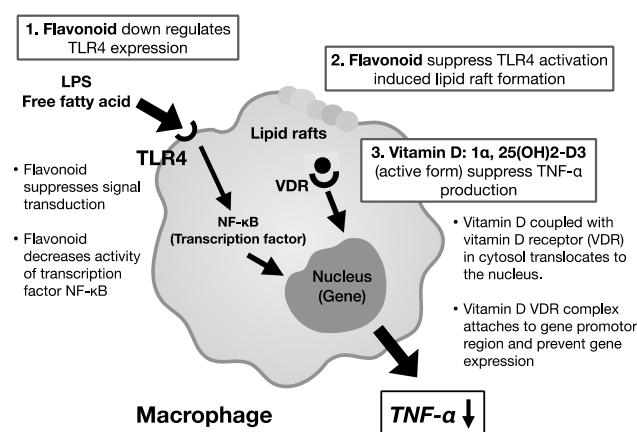 1. Flavonoid down regulates
TLR4 expression
2. Flavonoid suppress TLR4 activation
induced lipid raft formation
LPS
Free fatty acid
Lipid rafts
TLR4
3. Vitamin D: 1α, 25(OH)2-D3
(active form) suppress TNF-α
production
VDR
• Flavonoid
suppresses signal
transduction
• Flavonoid
decreases activity
of transcription
factor NF-κB
NF-κB
(Transcription factor)
Nucleus
(Gene)
• Vitamin D coupled with
vitamin D receptor (VDR)
in cytosol translocates to
the nucleus.
• Vitamin D VDR complex
attaches to gene promotor
region and prevent gene
expression
Macrophage
TNF-α ↓